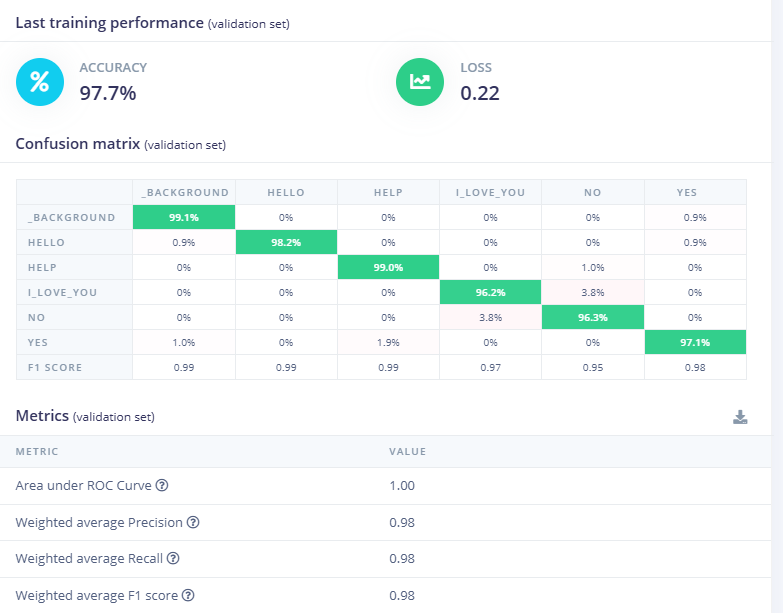 Last training performance (validation set)
% ACCURACY
97.7%
LOSS
0.22
Confusion matrix (validation set)
_BACKGROUND HELLO HELP I_LOVE_YOU NO YES
_BACKGROUND 99.1% 0% 0% 0% 0% 0.9%
HELLO 0.9% 98.2% 0% 0% 0% 0.9%
HELP 0% 0% 99.0% 0% 1.0% 0%
I_LOVE_YOU 0% 0% 0% 96.2% 3.8% 0%
NO 0% 0% 0% 3.8% 96.3% 0%
YES 1.0% 0% 1.9% 0% 0% 97.1%
F1 SCORE 0.99 0.99 0.99 0.97 0.95 0.98
Metrics (validation set)
METRIC VALUE
Area under ROC Curve ? 1.00
Weighted average Precision ? 0.98
Weighted average Recall ? 0.98
Weighted average F1 score ? 0.98